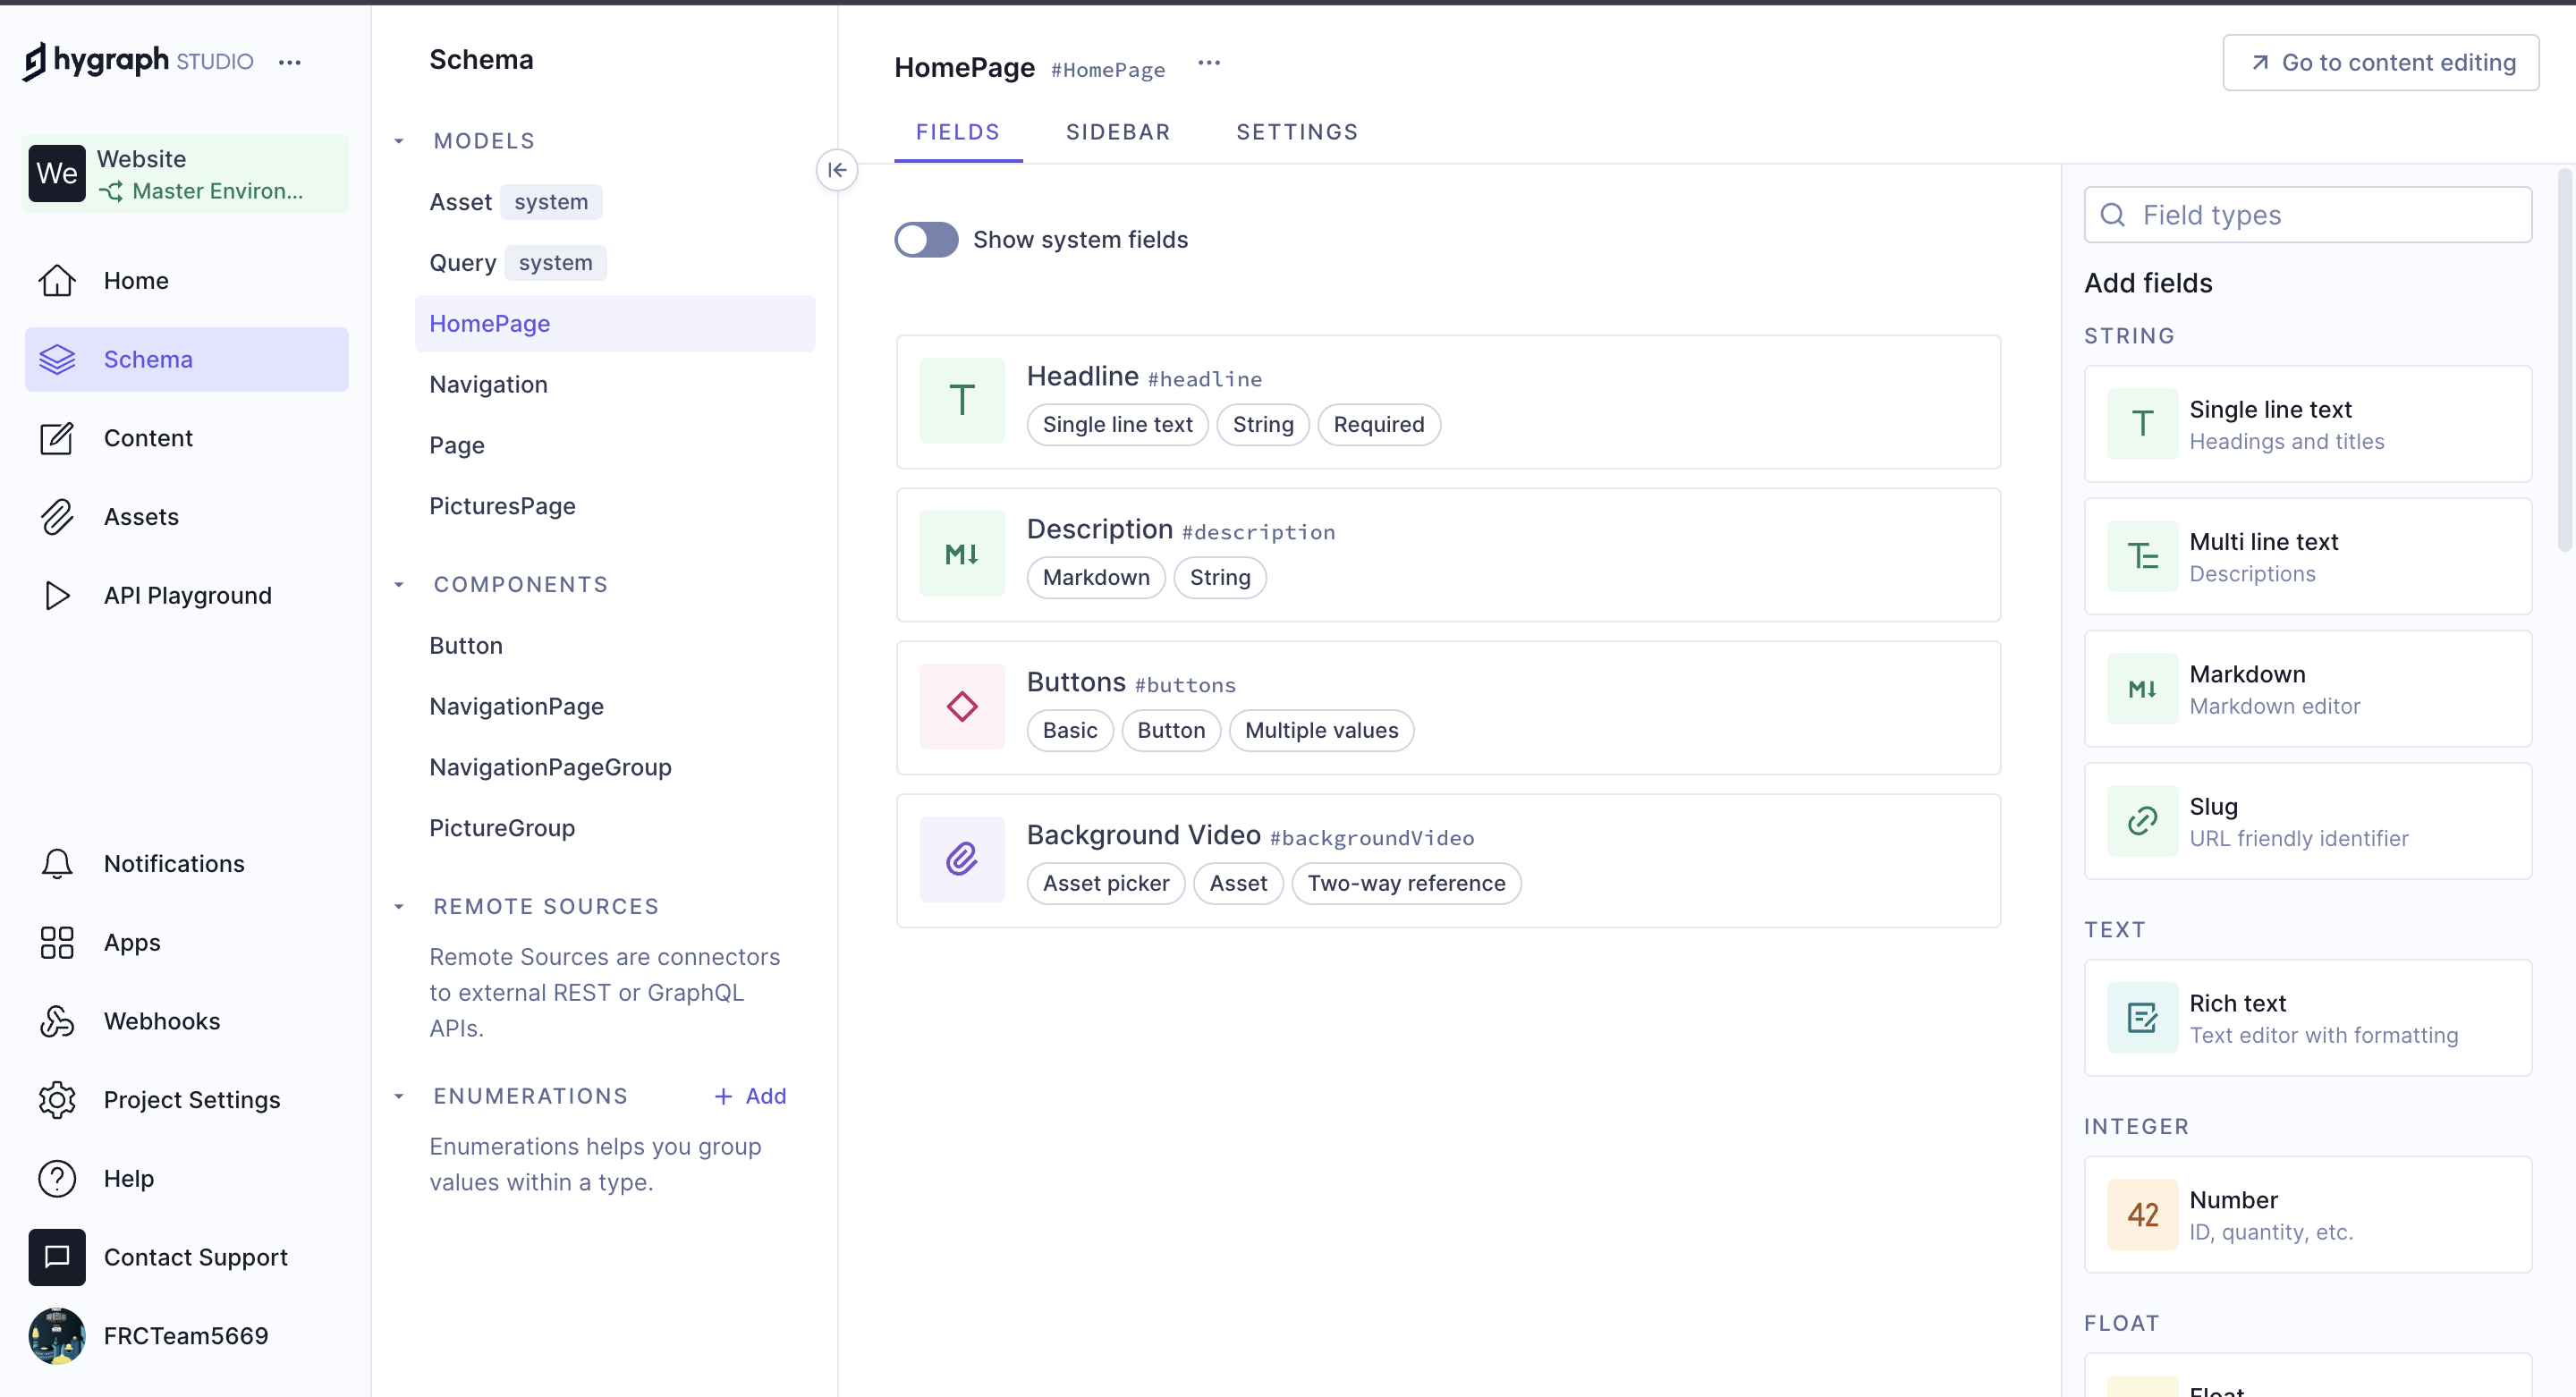 hygraph STUDIO
We
Website
Master Environ...
Home
Schema
Content
Assets
API Playground
Notifications
Apps
Webhooks
Project Settings
Help
Contact Support
FRCTeam5669
Schema
MODELS
Asset system
Query system
HomePage
Navigation
Page
PicturesPage
COMPONENTS
Button
NavigationPage
NavigationPageGroup
PictureGroup
REMOTE SOURCES
Remote Sources are connectors
to external REST or GraphQL
APIs.
ENUMERATIONS + Add
Enumerations helps you group
values within a type.
HomePage #HomePage
Go to content editing
FIELDS SIDEBAR SETTINGS
Show system fields
T
Headline #headline
Single line text String Required
M↓
Description #description
Markdown String
Buttons #buttons
Basic Button Multiple values
Background Video #backgroundVideo
Asset picker Asset Two-way reference
Field types
Add fields
STRING
T
Single line text
Headings and titles
T
Multi line text
Descriptions
M↓
Markdown
Markdown editor
Slug
URL friendly identifier
TEXT
Rich text
Text editor with formatting
INTEGER
42
Number
ID, quantity, etc.
FLOAT
Float